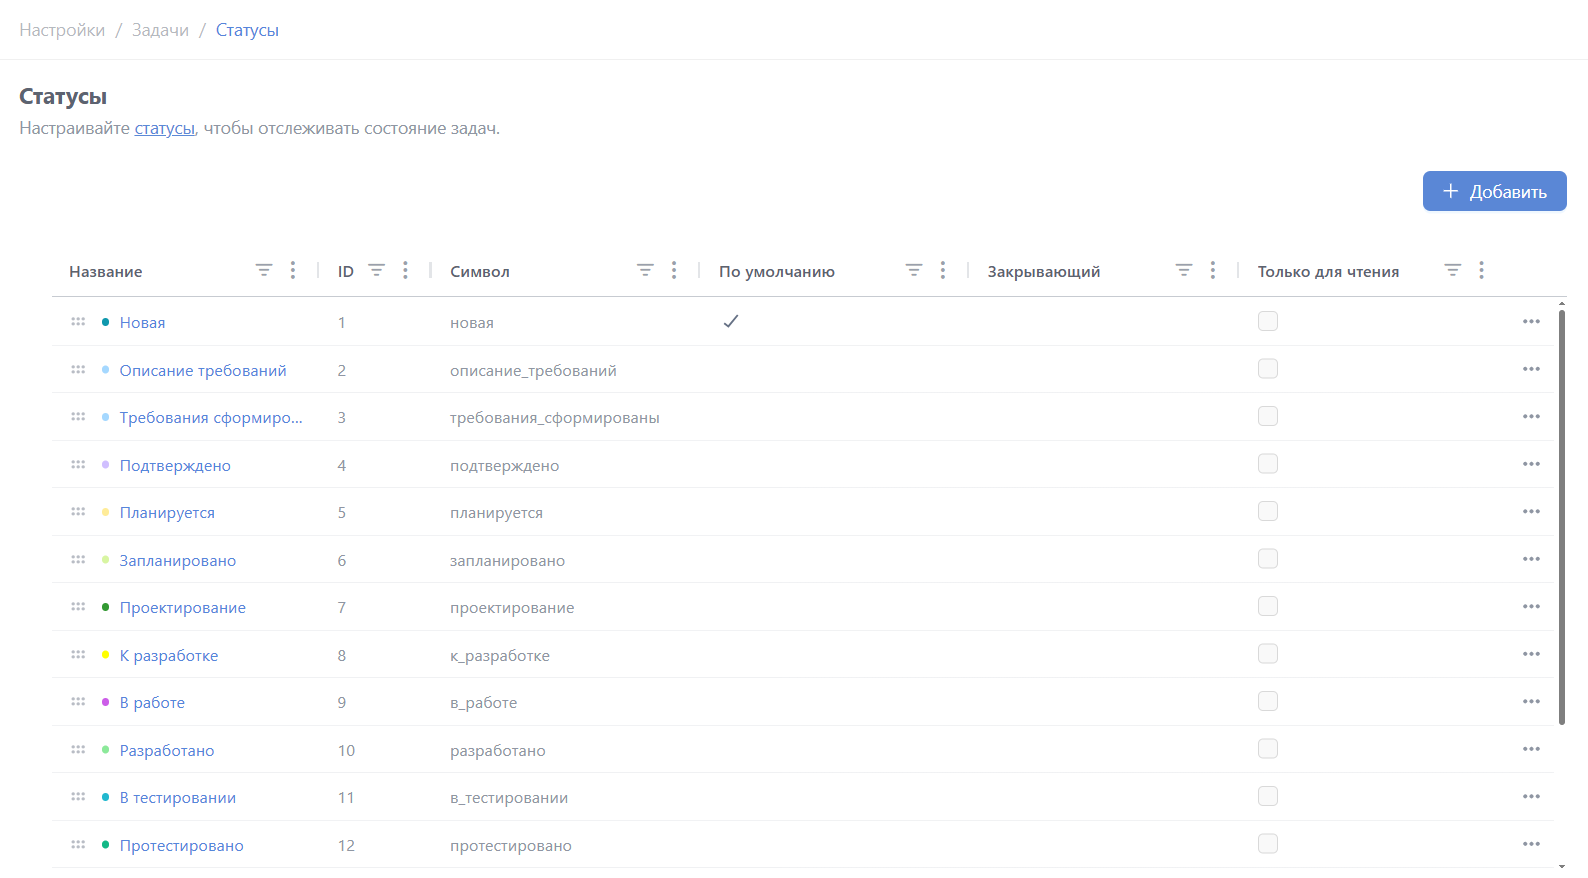 Настройки / Задачи / Статусы
Статусы
Настраивайте статусы, чтобы отслеживать состояние задач.
Добавить
Название ID Символ По умолчанию Закрывающий Только для чтения
Новая 1 новая
Описание требований 2 описание_требований
Требования сформиро... 3 требования_сформированы
Подтверждено 4 подтверждено
Планируется 5 планируется
Запланировано 6 запланировано
Проектирование 7 проектирование
К разработке 8 к_разработке
В работе 9 в_работе
Разработано 10 разработано
В тестировании 11 в_тестировании
Протестировано 12 протестировано